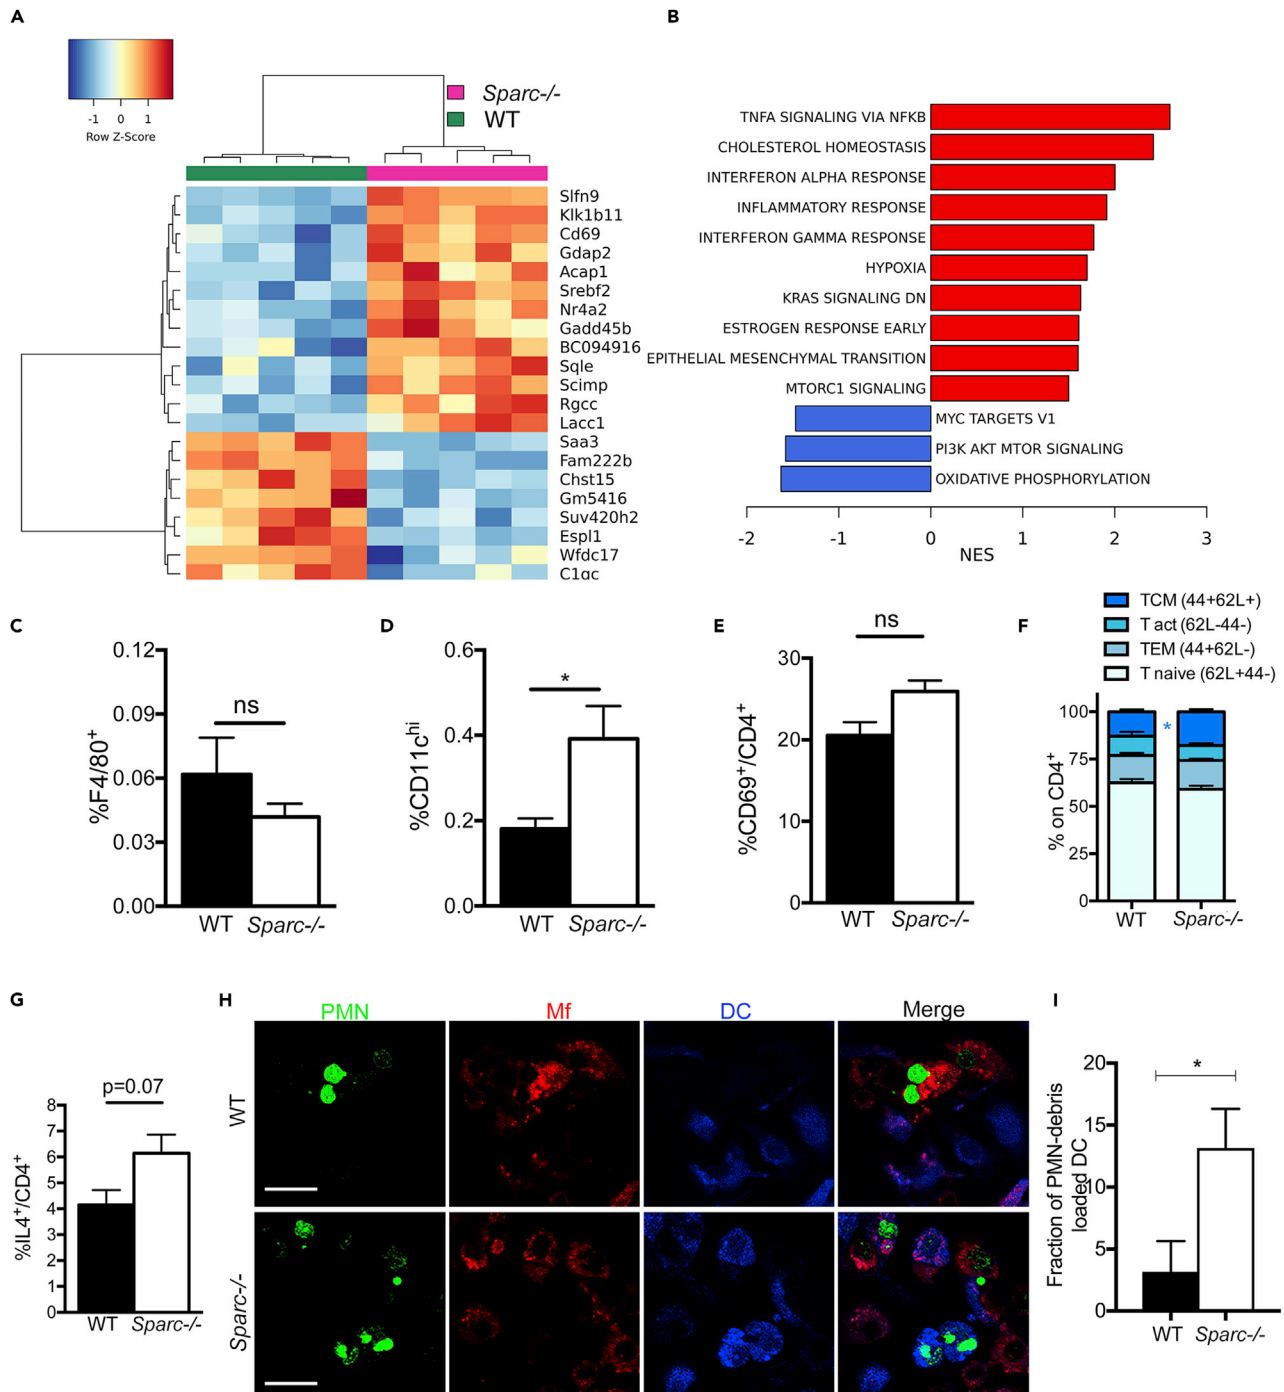 A
-1 0 1
Row Z-Score
Sparc-/-
WT
Slfn9
Klk1b11
Cd69
Gdap2
Acap1
Srebf2
Nr4a2
Gadd45b
BC094916
Sqle
Scimp
Rgcc
Lacc1
Saa3
Fam222b
Chst15
Gm5416
Suv420h2
Espl1
Wfdc17
C1qc
B
TNFA SIGNALING VIA NFKB
CHOLESTEROL HOMEOSTASIS
INTERFERON ALPHA RESPONSE
INFLAMMATORY RESPONSE
INTERFERON GAMMA RESPONSE
HYPOXIA
KRAS SIGNALING DN
ESTROGEN RESPONSE EARLY
EPITHELIAL MESENCHYMAL TRANSITION
MTORC1 SIGNALING
MYC TARGETS V1
PI3K AKT MTOR SIGNALING
OXIDATIVE PHOSPHORYLATION
-2 -1 0 1 2 3
NES
C
%F4/80+
0.12
0.09
0.06
0.03
0.00
ns
WT Sparc-/-
D
%CD11chi
0.6
0.4
0.2
0.0
*
WT Sparc-/-
E
%CD69+/CD4+
30
20
10
0
ns
WT Sparc-/-
F
TCM (44+62L+)
T act (62L-44-)
TEM (44+62L-)
T naive (62L+44-)
% on CD4+
100
75
50
25
0
*
WT Sparc-/-
G
%IL4+/CD4+
p=0.07
8
7
6
5
4
3
2
1
0
WT Sparc-/-
H
PMN Mf DC Merge
WT
Sparc-/-
I
Fraction of PMN-debris
loaded DC
20
15
10
5
0
*
WT Sparc-/-